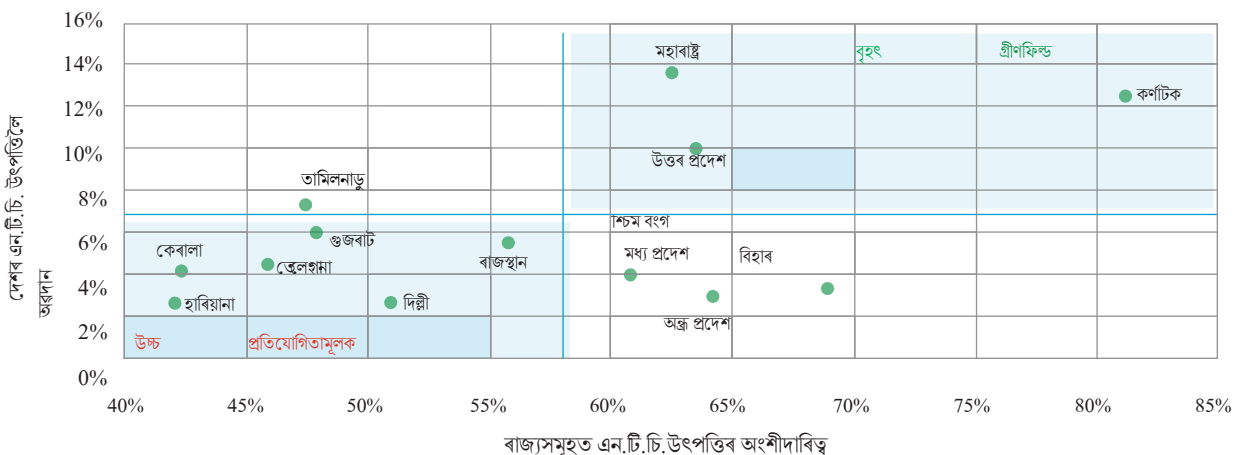 16%
14%
12%
10%
8%
6%
4%
2%
0%
দেশৰ এন.টি.চি. উৎপত্তিলৈ
অৱদান
মহাৰাষ্ট্ৰ
বৃহৎ
গ্ৰীণফিল্ড
কৰ্ণাটক
উত্তৰ প্ৰদেশ
তামিলনাডু
গুজৰাট
শ্চিম বংগ
মধ্য প্ৰদেশ
বিহাৰ
কেৰালা
ৰাজস্থান
হাৰিয়ানা
দিল্লী
অন্ধ্ৰ প্ৰদেশ
উচ্চ
প্ৰতিযোগিতামূলক
40%
45%
50%
55%
60%
65%
70%
75%
80%
85%
ৰাজ্যসমূহত এন.টি.চি.উৎপত্তিৰ অংশীদাৰিত্ব